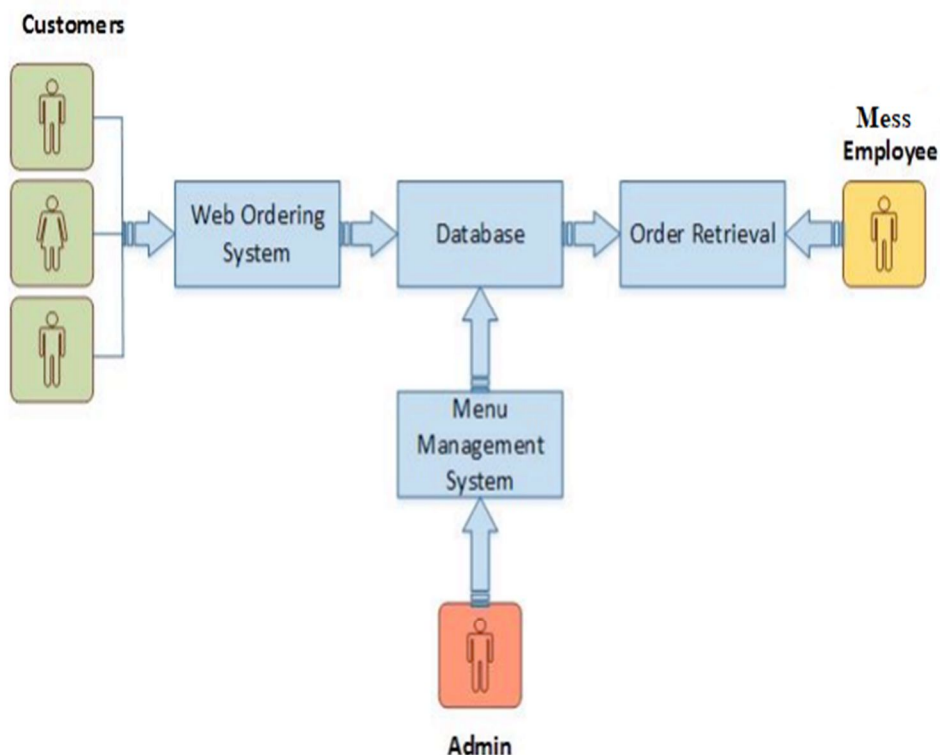 Customers
Mess
Employee
Web Ordering
System
Database
Order Retrieval
Menu
Management
System
Admin